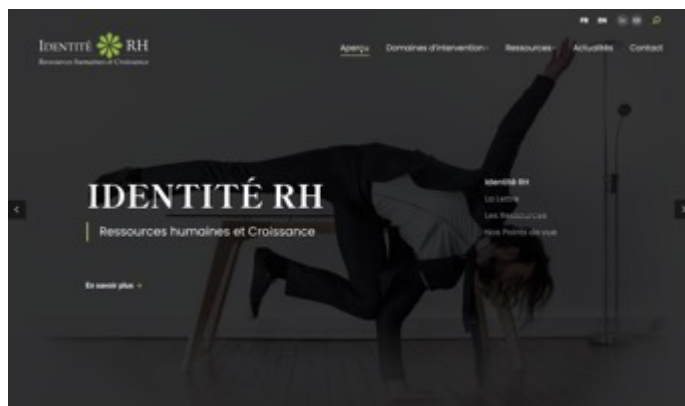 FR EN
IDENTITÉ RH
Ressources humaines et Croissance
Aperçu Domaines d'intervention Ressources Actualités Contact
IDENTITÉ RH
Ressources humaines et Croissance
Identité RH
La Lettre
Les Ressources
Nos Points de vue
En savoir plus